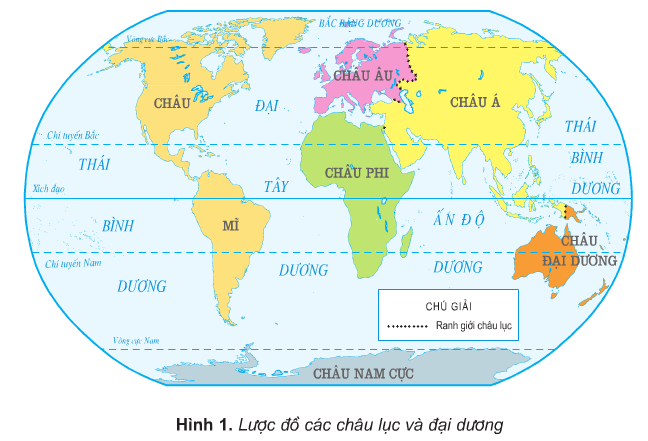 BẮC BĂNG DƯƠNG
Vòng cực Bắc
CHÂU ÂU
CHÂU
ĐẠI
CHÂU Á
THÁI
Chí tuyến Bắc
THÁI
BÌNH
CHÂU PHI
TÂY
DƯƠNG
Xích đạo
BÌNH
MĨ
ẤN ĐỘ
CHÂU
ĐẠI DƯƠNG
Chí tuyến Nam
DƯƠNG
DƯƠNG
DƯƠNG
CHÚ GIẢI
Ranh giới châu lục
Vòng cực Nam
CHÂU NAM CỰC
Hình 1. Lược đồ các châu lục và đại dương